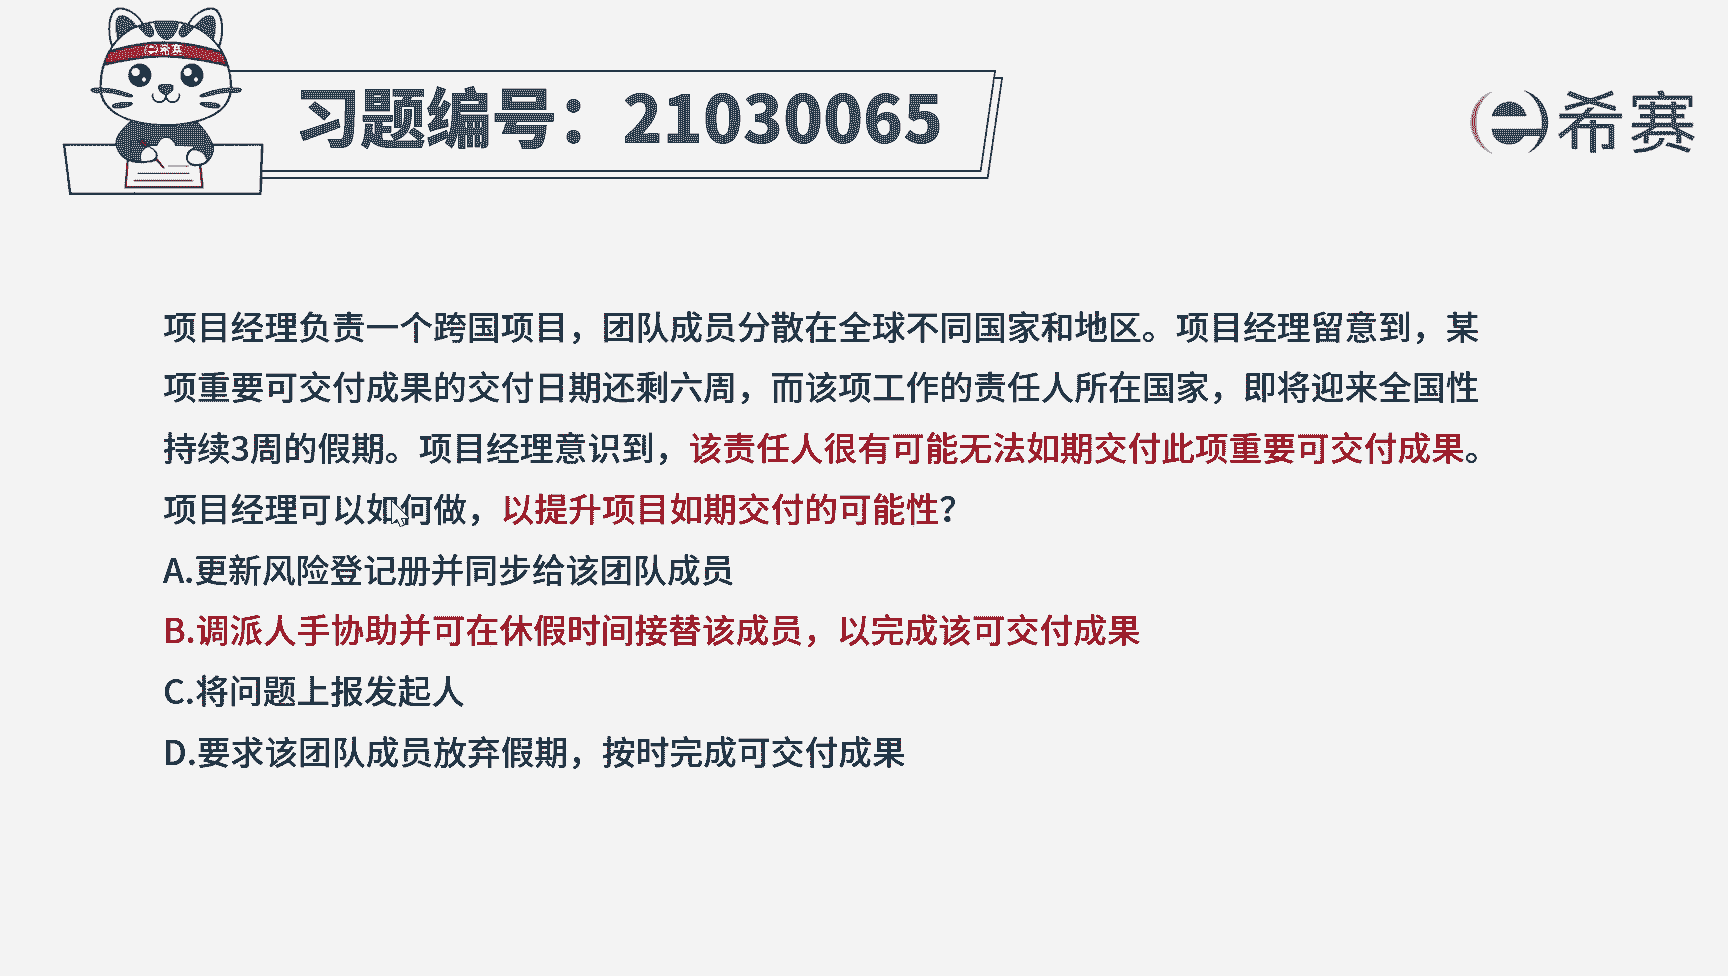 希赛
习题编号：21030065
希赛
项目经理负责一个跨国项目，团队成员分散在全球不同国家和地区。项目经理留意到，某
项重要可交付成果的交付日期还剩六周，而该项工作的责任人所在国家，即将迎来全国性
持续3周的假期。项目经理意识到，该责任人很有可能无法如期交付此项重要可交付成果。
项目经理可以如何做，以提升项目如期交付的可能性？
A.更新风险登记册并同步给该团队成员
B.调派人手协助并可在休假时间接替该成员，以完成该可交付成果
C.将问题上报发起人
D.要求该团队成员放弃假期，按时完成可交付成果